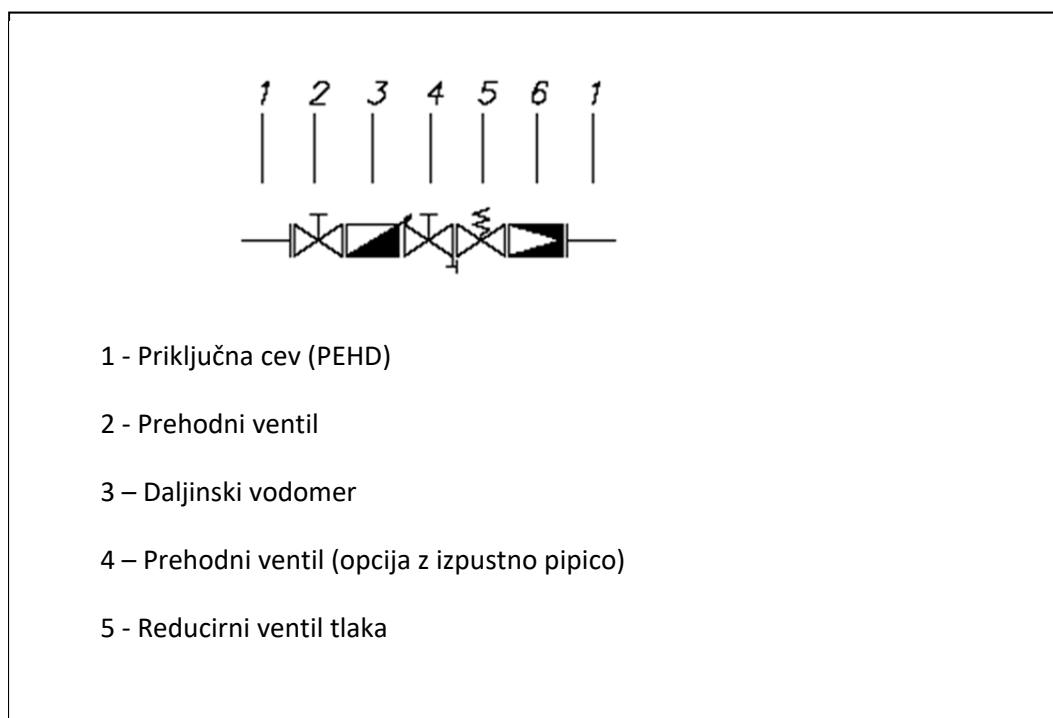 1 2 3 4 5 6 1
1 - Priključna cev (PEHD)
2 - Prehodni ventil
3 – Daljinski vodomer
4 – Prehodni ventil (opcija z izpustno pipico)
5 - Reducirni ventil tlaka